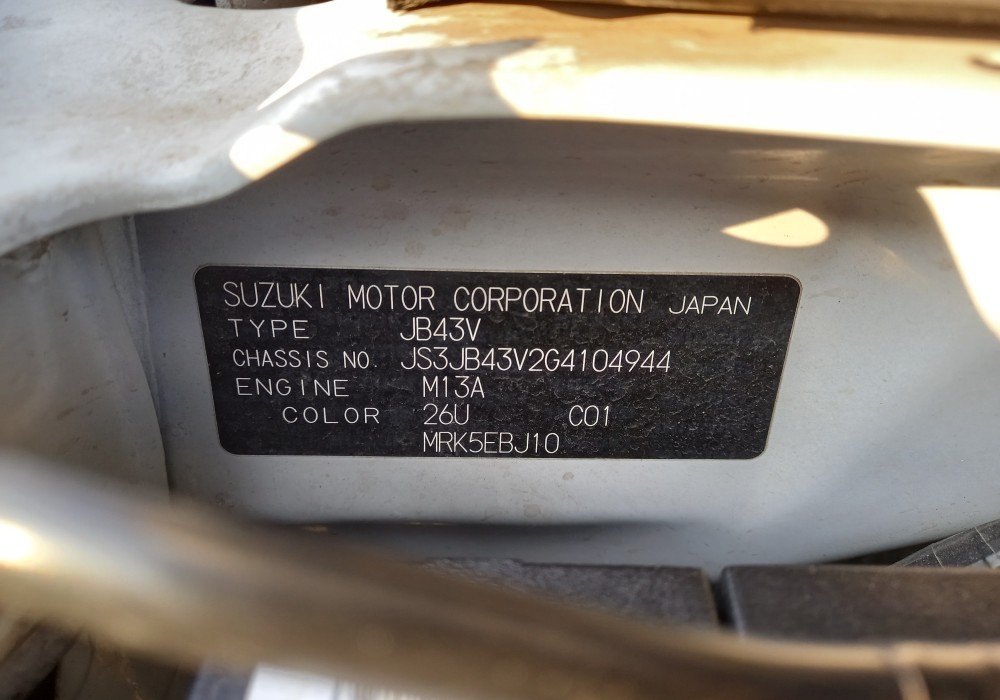 SUZUKI MOTOR CORPORATION JAPAN
TYPE JB43V
CHASSIS NO. JS3JB43V2G4104944
ENGINE M13A
COLOR 26U C01
MRK5EBJ10